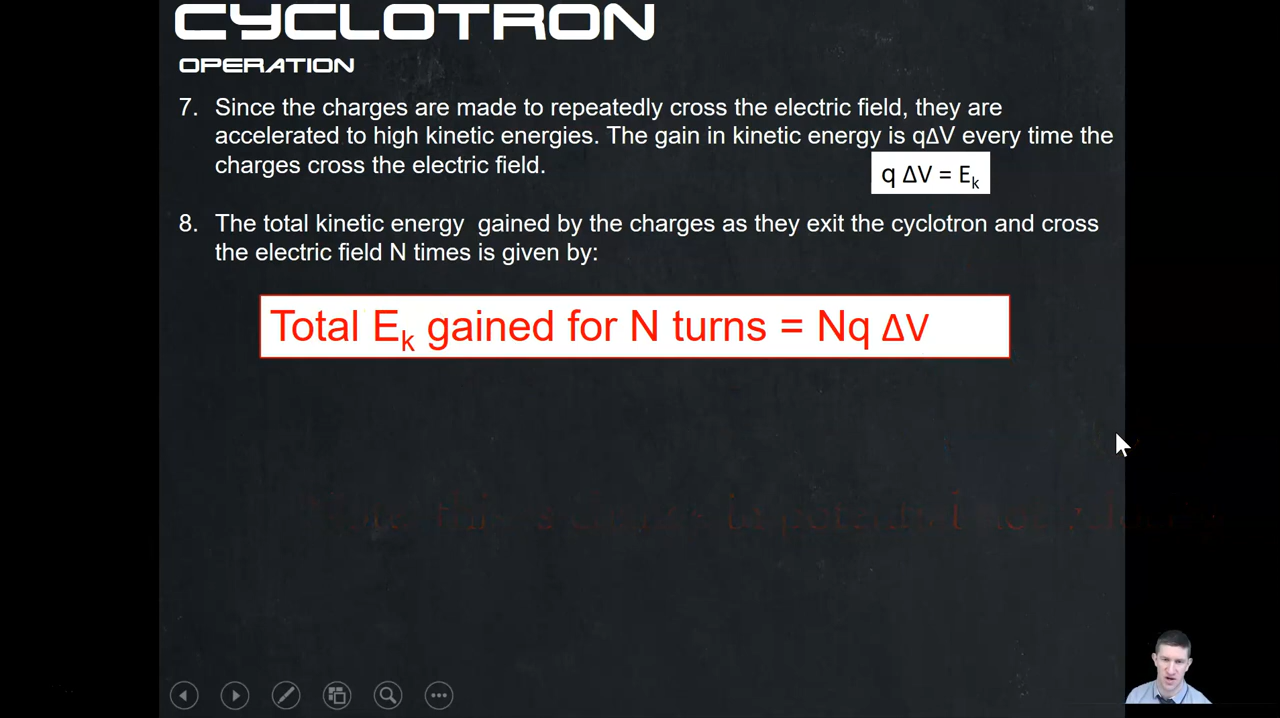 CYCLOTRON
OPERATION
7. Since the charges are made to repeatedly cross the electric field, they are
accelerated to high kinetic energies. The gain in kinetic energy is qΔV every time the
charges cross the electric field.
q ΔV = Eₖ
8. The total kinetic energy gained by the charges as they exit the cyclotron and cross
the electric field N times is given by:
Total Eₖ gained for N turns = Nq ΔV